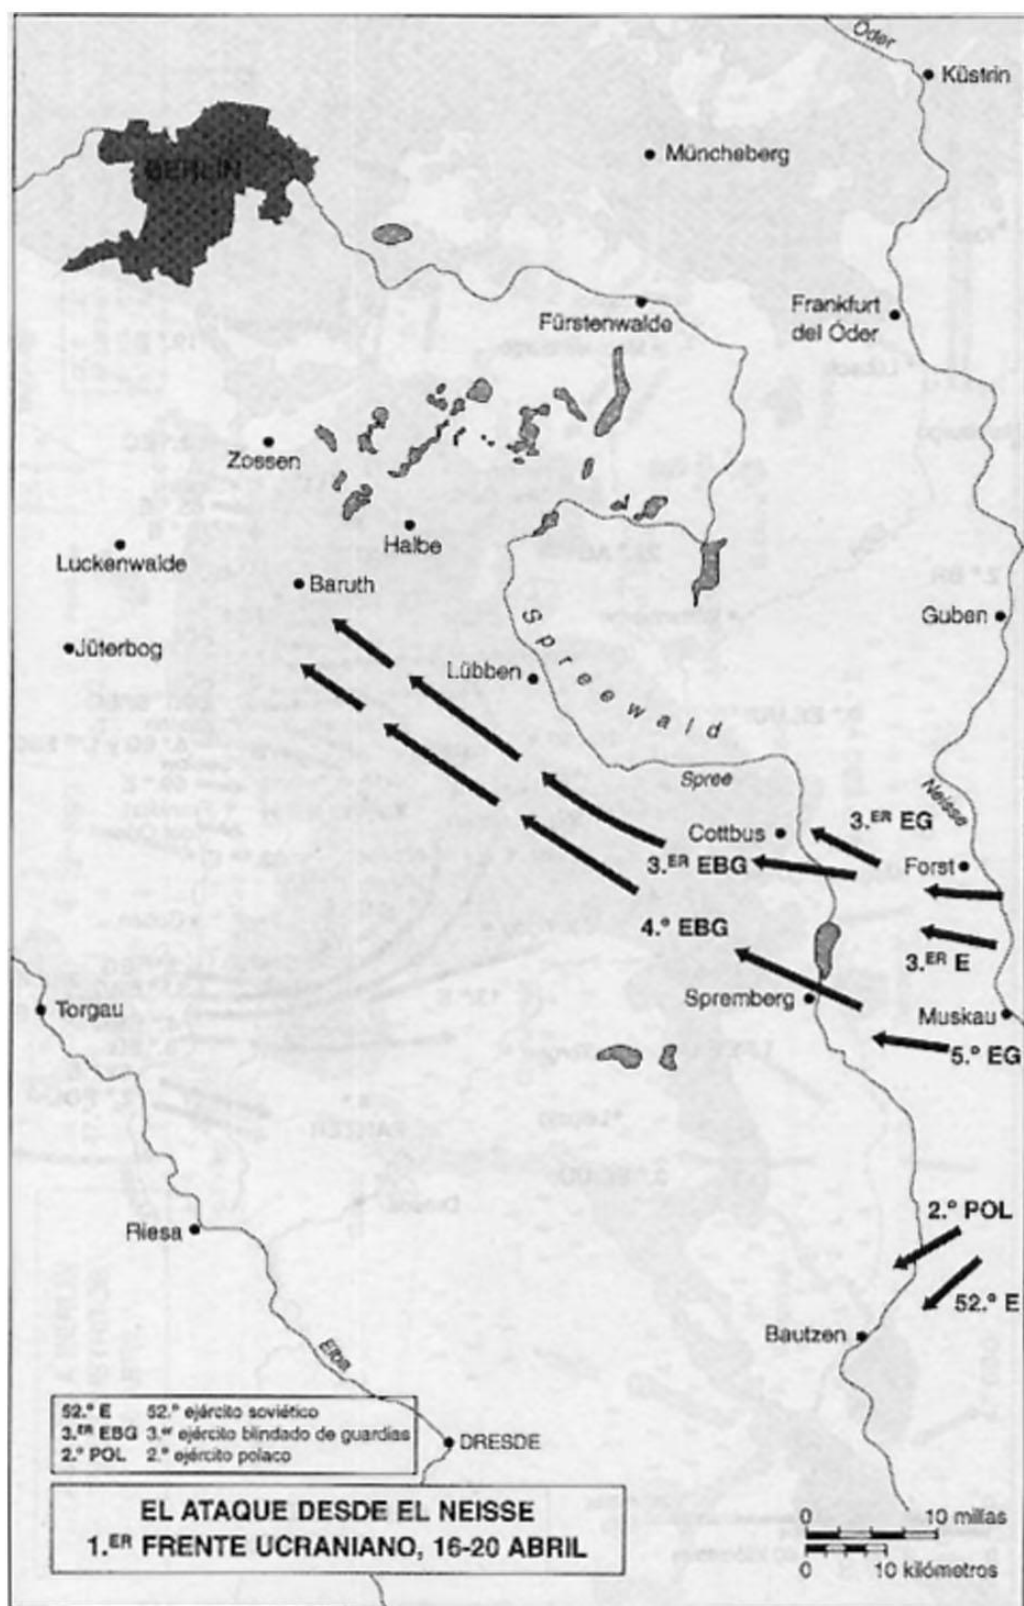 Oder
Küstrin
Müncheberg
BERLIN
Frankfurt
del Óder
Fürstenwalde
Zossen
Halbe
Luckenwalde
Baruth
Guben
Jüterbog
Lübben
Spreewald
Spree
Neisse
Cottbus
3.ER EG
3.ER EBG
Forst
4.º EBG
3.ER E
Spremberg
Torgau
Muskau
5.º EG
2.º POL
Riesa
52.º E
Bautzen
Elba
52.º E 52.º ejército soviético
3.ER EBG 3.er ejército blindado de guardias
2.º POL 2.º ejército polaco
DRESDE
EL ATAQUE DESDE EL NEISSE
1.ER FRENTE UCRANIANO, 16-20 ABRIL
0 10 millas
0 10 kilómetros